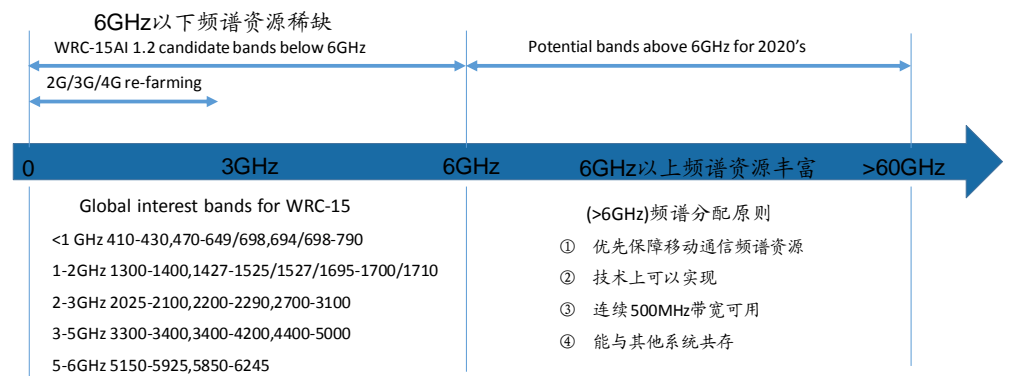 6GHz以下频谱资源稀缺
WRC-15AI 1.2 candidate bands below 6GHz
Potential bands above 6GHz for 2020's
2G/3G/4G re-farming
0 3GHz 6GHz 6GHz以上频谱资源丰富 >60GHz
Global interest bands for WRC-15
<1 GHz 410-430,470-649/698,694/698-790
1-2GHz 1300-1400,1427-1525/1527/1695-1700/1710
2-3GHz 2025-2100,2200-2290,2700-3100
3-5GHz 3300-3400,3400-4200,4400-5000
5-6GHz 5150-5925,5850-6245
(>6GHz)频谱分配原则
① 优先保障移动通信频谱资源
② 技术上可以实现
③ 连续500MHz带宽可用
④ 能与其他系统共存